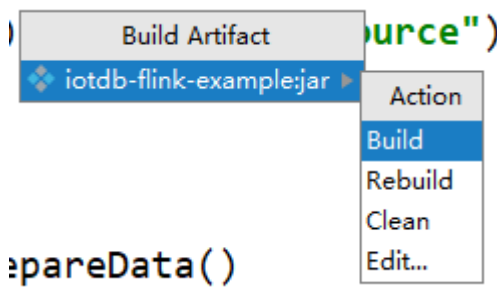 ) Build Artifact ource")
iotdb-flink-example:jar
Action
Build
Rebuild
Clean
Edit...
epareData()